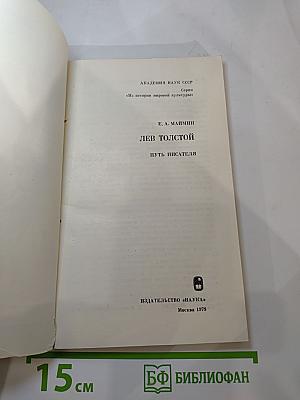 АКАДЕМИЯ НАУК СССР
Серия
«Из истории мировой культуры»
Е. А. МАЙМИН
ЛЕВ ТОЛСТОЙ
ПУТЬ ПИСАТЕЛЯ
ИЗДАТЕЛЬСТВО «НАУКА»
Москва 1978
15 см
БФ БИБЛИОФАН